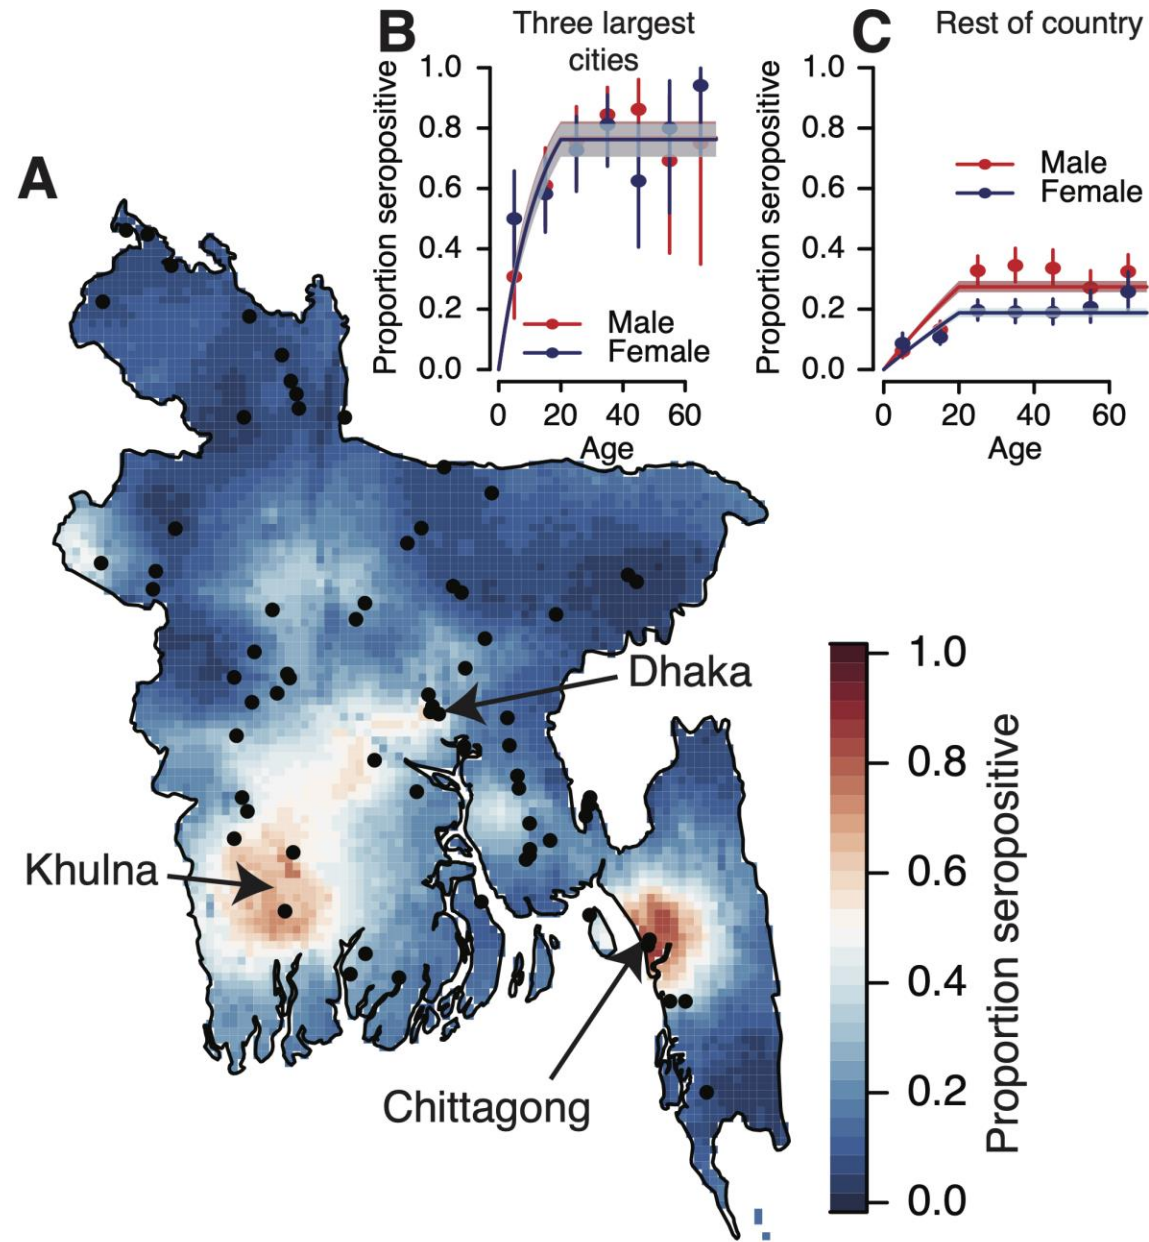 B
Three largest
cities
Proportion seropositive
1.0
0.8
0.6
0.4
0.2
0.0
Male
Female
0 20 40 60
Age
C
Rest of country
Proportion seropositive
1.0
0.8
0.6
0.4
0.2
0.0
Male
Female
0 20 40 60
Age
A
Dhaka
Khulna
Chittagong
1.0
0.8
0.6
0.4
0.2
0.0
Proportion seropositive